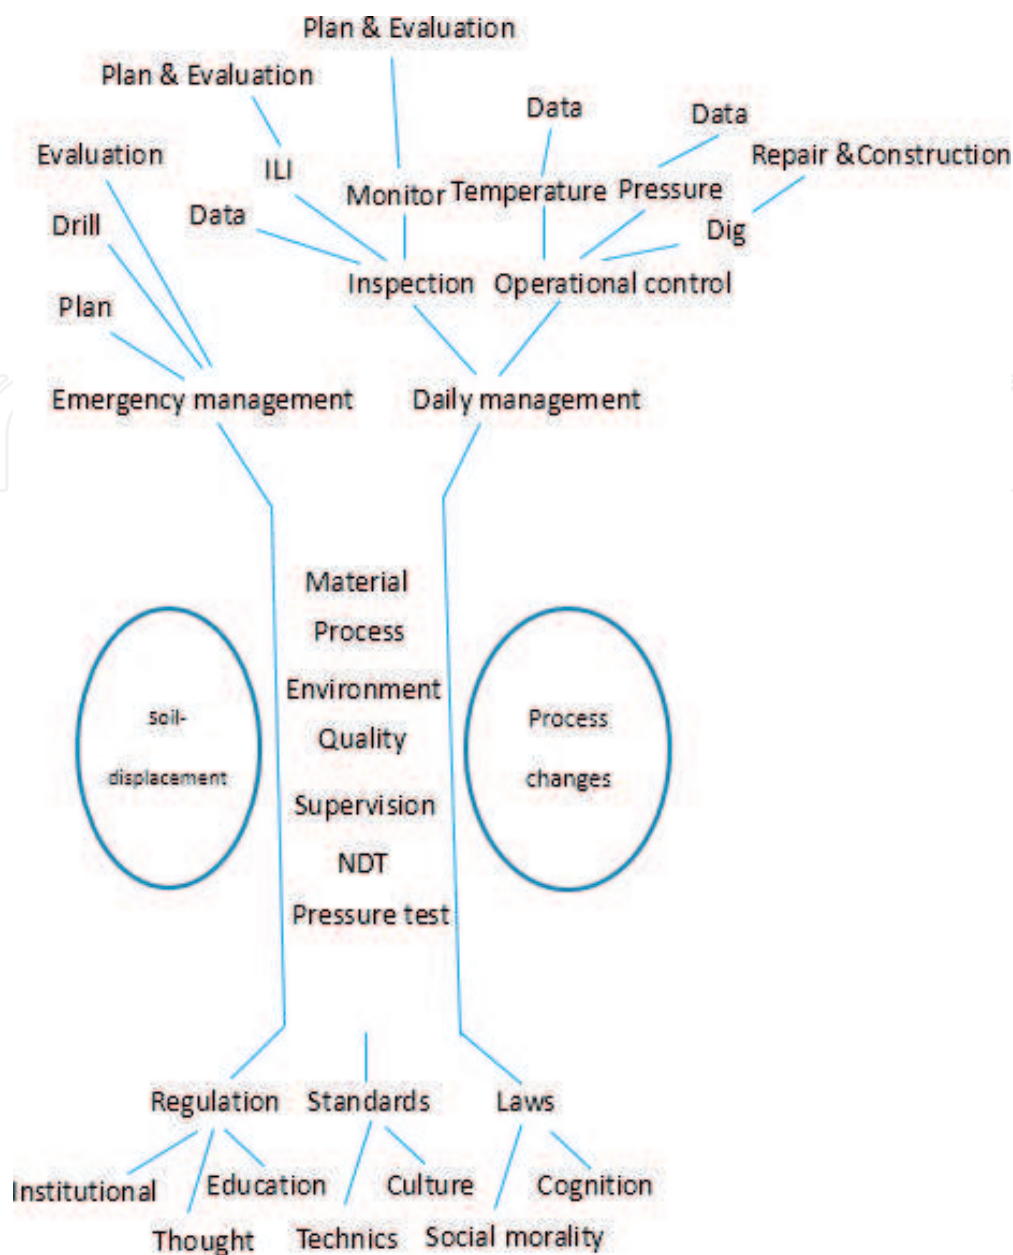 Plan & Evaluation
Plan & Evaluation
Data
Data
Evaluation
Repair &Construction
ILI
Monitor
Temperature
Pressure
Data
Drill
Dig
Inspection
Operational control
Plan
Emergency management
Daily management
Material
Process
Environment
Quality
Supervision
NDT
Pressure test
Soil-
displacement
Process
changes
Regulation
Standards
Laws
Institutional
Education
Culture
Cognition
Thought
Technics
Social morality